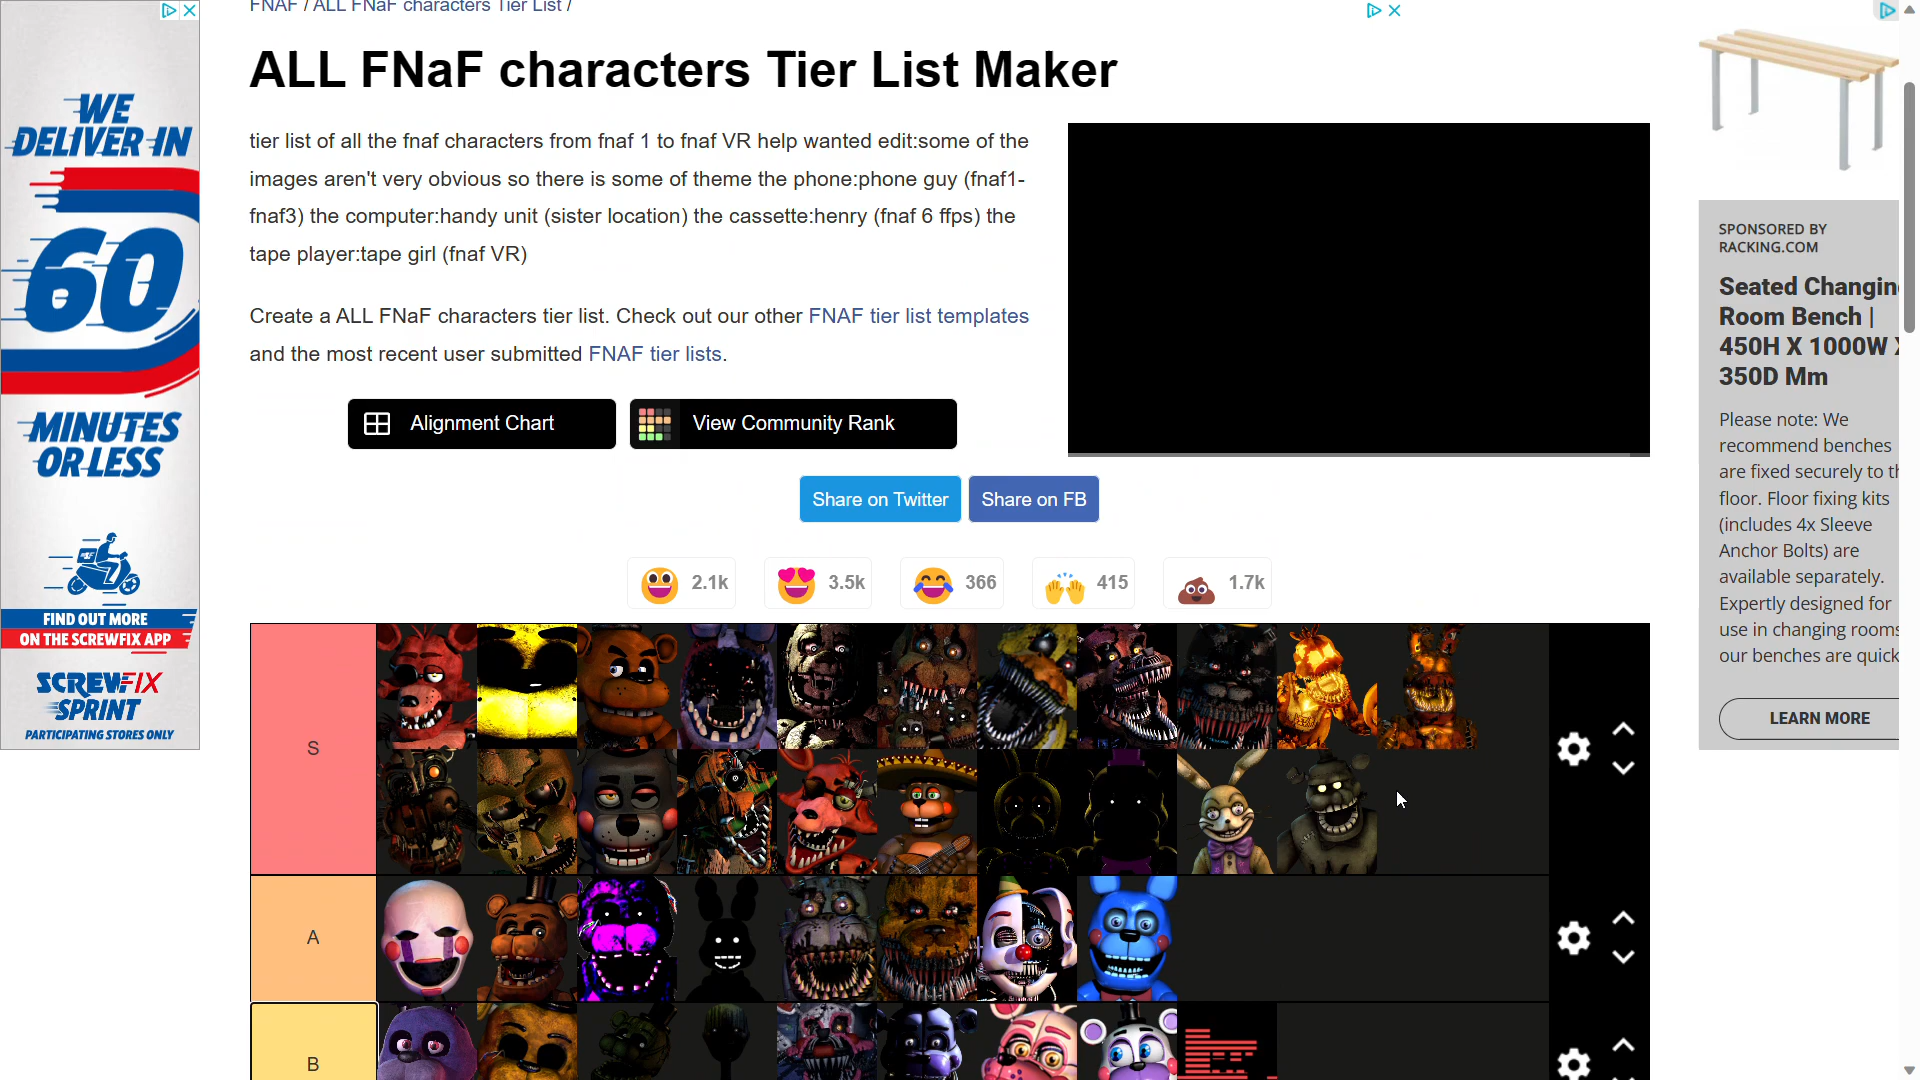 FNAF / ALL FNaF characters Tier List /
ALL FNaF characters Tier List Maker
tier list of all the fnaf characters from fnaf 1 to fnaf VR help wanted edit:some of the
images aren't very obvious so there is some of theme the phone:phone guy (fnaf1-
fnaf3) the computer:handy unit (sister location) the cassette:henry (fnaf 6 ffps) the
tape player:tape girl (fnaf VR)
Create a ALL FNaF characters tier list. Check out our other FNAF tier list templates
and the most recent user submitted FNAF tier lists.
Alignment Chart
View Community Rank
Share on Twitter
Share on FB
2.1k
3.5k
366
415
1.7k
S
A
B
WE
DELIVER IN
60
MINUTES
OR LESS
FIND OUT MORE
ON THE SCREWFIX APP
SCREWFIX
SPRINT
PARTICIPATING STORES ONLY
SPONSORED BY
RACKING.COM
Seated Changin
Room Bench |
450H X 1000W X
350D Mm
Please note: We
recommend benches
are fixed securely to th
floor. Floor fixing kits
(includes 4x Sleeve
Anchor Bolts) are
available separately.
Expertly designed for
use in changing rooms
our benches are quick
LEARN MORE